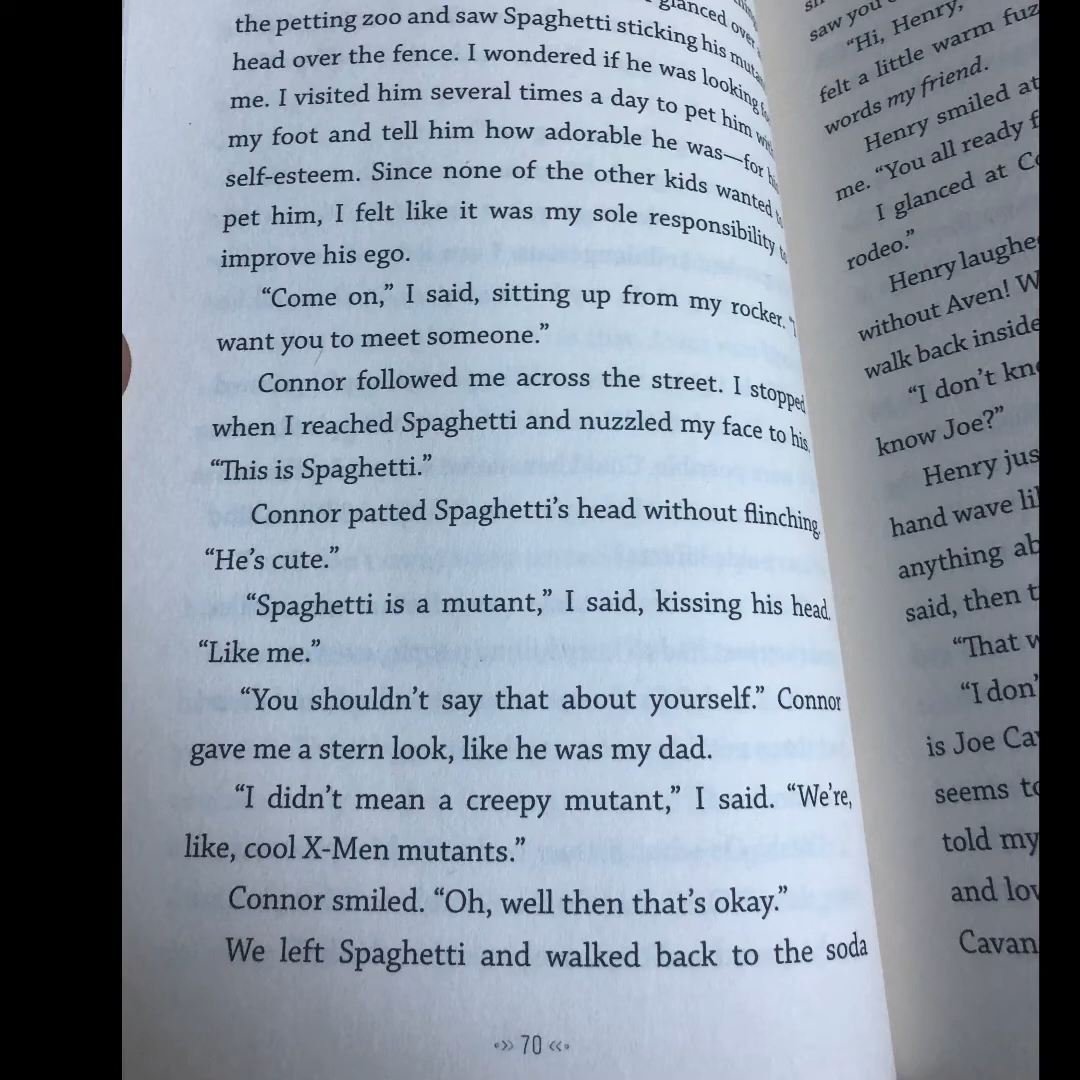 glanced over
the petting zoo and saw Spaghetti sticking his
head over the fence. I wondered if he was looking
me. I visited him several times a day to pet him
my foot and tell him how adorable he was—for
self-esteem. Since none of the other kids wanted
pet him, I felt like it was my sole responsibility
improve his ego.
“Come on,” I said, sitting up from my rocker.
want you to meet someone.”
Connor followed me across the street. I stopped
when I reached Spaghetti and nuzzled my face to his.
“This is Spaghetti.”
Connor patted Spaghetti’s head without flinching.
“He’s cute.”
“Spaghetti is a mutant,” I said, kissing his head.
“Like me.”
“You shouldn’t say that about yourself.” Connor
gave me a stern look, like he was my dad.
“I didn’t mean a creepy mutant,” I said. “We’re,
like, cool X-Men mutants.”
Connor smiled. “Oh, well then that’s okay.”
We left Spaghetti and walked back to the soda
70
saw you
“Hi, Henry,
felt a little warm
words my friend.
Henry smiled at
me. “You all ready
I glanced at
rodeo.”
Henry laughed
without Aven!
walk back inside
“I don’t
know Joe?”
Henry
hand wave
anything
said, then
“That
“I don’
is Joe
seems
told my
and